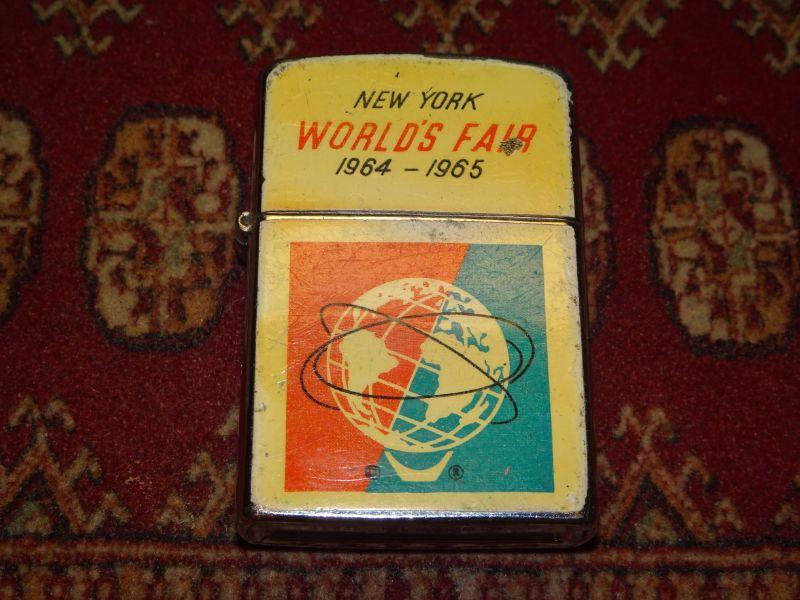 NEW YORK
WORLD'S FAIR
1964 - 1965
®